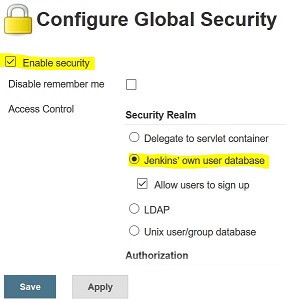 Configure Global Security
Enable security
Disable remember me
Access Control
Security Realm
Delegate to servlet container
Jenkins' own user database
Allow users to sign up
LDAP
Unix user/group database
Authorization
Save
Apply